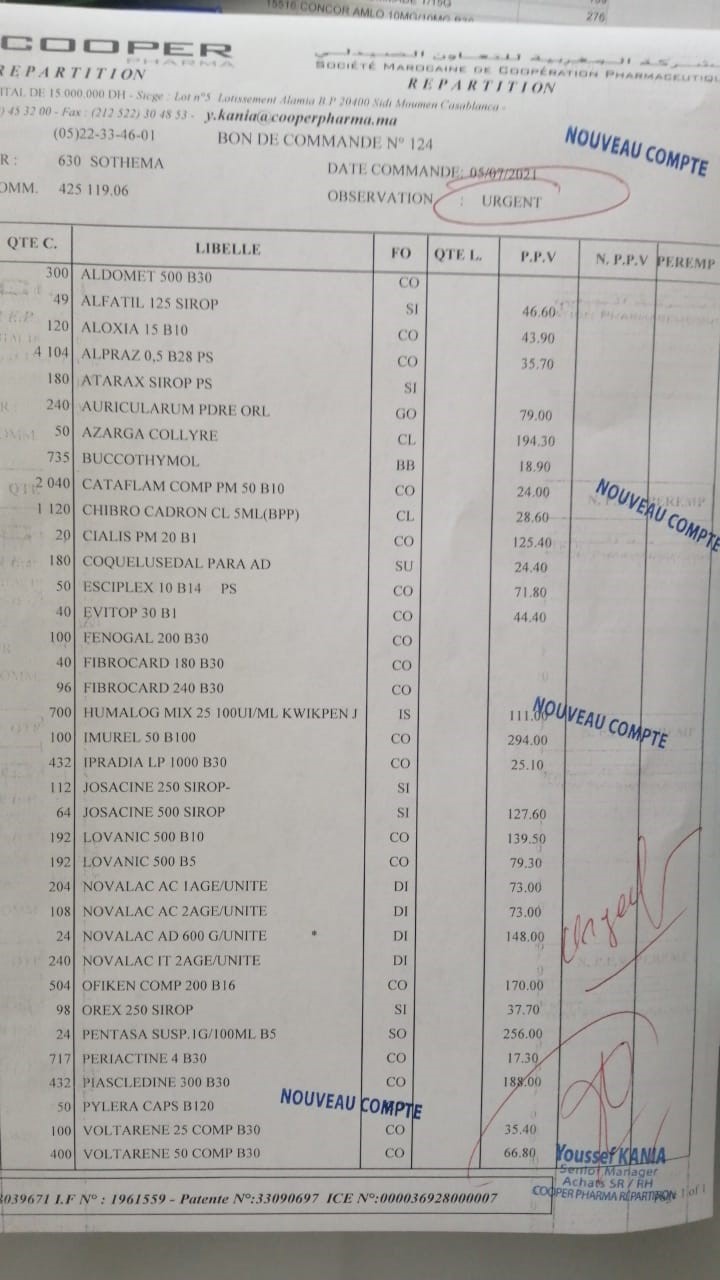 15516 CONCOR AMLO 10MG/10MG B30
276
COOPER
PHARMA
REPARTITION
SOCIÉTÉ MAROCAINE DE COOPÉRATION PHARMACEUTIQUE
REPARTITION
ITAL DE 15.000.000 DH - Siege : Lot n°5 Lotissement Alamia B.P 20400 Sidi Moumen Casablanca -
) 45 32 00 - Fax : (212 522) 30 48 53 - y.kania@cooperpharma.ma
(05)22-33-46-01 BON DE COMMANDE N° 124
NOUVEAU COMPTE
R : 630 SOTHEMA DATE COMMANDE: 05/07/2021
OMM. 425 119.06 OBSERVATION : URGENT
QTE C. LIBELLE FO QTE L. P.P.V N. P.P.V PEREMP
300 ALDOMET 500 B30 CO
49 ALFATIL 125 SIROP SI 46.60
120 ALOXIA 15 B10 CO 43.90
4 104 ALPRAZ 0,5 B28 PS CO 35.70
180 ATARAX SIROP PS SI
240 AURICULARUM PDRE ORL GO 79.00
50 AZARGA COLLYRE CL 194.30
735 BUCCOTHYMOL BB 18.90
2 040 CATAFLAM COMP PM 50 B10 CO 24.00
NOUVEAU COMPTE
1 120 CHIBRO CADRON CL 5ML(BPP) CL 28.60
20 CIALIS PM 20 B1 CO 125.40
180 COQUELUSEDAL PARA AD SU 24.40
50 ESCIPLEX 10 B14 PS CO 71.80
40 EVITOP 30 B1 CO 44.40
100 FENOGAL 200 B30 CO
40 FIBROCARD 180 B30 CO
96 FIBROCARD 240 B30 CO
700 HUMALOG MIX 25 100UI/ML KWIKPEN J IS 111.00
NOUVEAU COMPTE
100 IMUREL 50 B100 CO 294.00
432 IPRADIA LP 1000 B30 CO 25.10
112 JOSACINE 250 SIROP- SI
64 JOSACINE 500 SIROP SI 127.60
192 LOVANIC 500 B10 CO 139.50
192 LOVANIC 500 B5 CO 79.30
204 NOVALAC AC 1AGE/UNITE DI 73.00
108 NOVALAC AC 2AGE/UNITE DI 73.00
24 NOVALAC AD 600 G/UNITE * DI 148.00
240 NOVALAC IT 2AGE/UNITE DI
504 OFIKEN COMP 200 B16 CO 170.00
98 OREX 250 SIROP SI 37.70
24 PENTASA SUSP.1G/100ML B5 SO 256.00
717 PERIACTINE 4 B30 CO 17.30
432 PIASCLEDINE 300 B30 CO 188.00
50 PYLERA CAPS B120
NOUVEAU COMPTE
100 VOLTARENE 25 COMP B30 CO 35.40
400 VOLTARENE 50 COMP B30 CO 66.80
Youssef KANIA
Senior Manager
Achats SR / RH
COOPER PHARMA RÉPARTITION
1 of 1
3039671 I.F N° : 1961559 - Patente N°:33090697 ICE N°:000036928000007